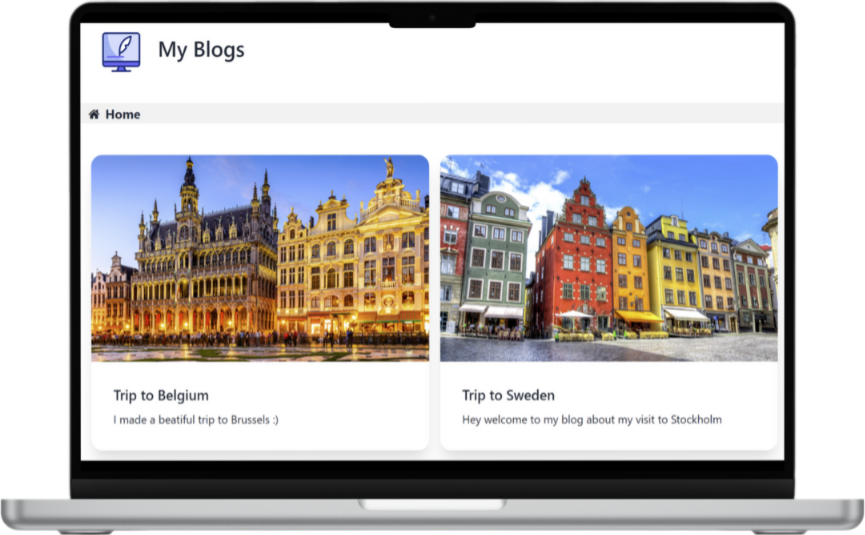 My Blogs
Home
Trip to Belgium
I made a beatiful trip to Brussels :)
Trip to Sweden
Hey welcome to my blog about my visit to Stockholm